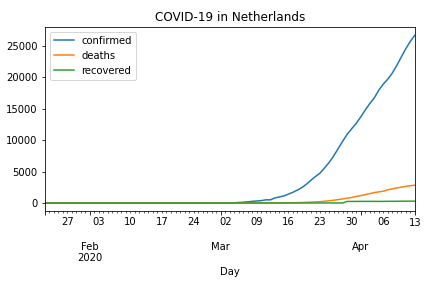 COVID-19 in Netherlands
confirmed
deaths
recovered
25000
20000
15000
10000
5000
0
27 03 10 17 24 02 09 16 23 30 06 13
Feb Mar Apr
2020
Day